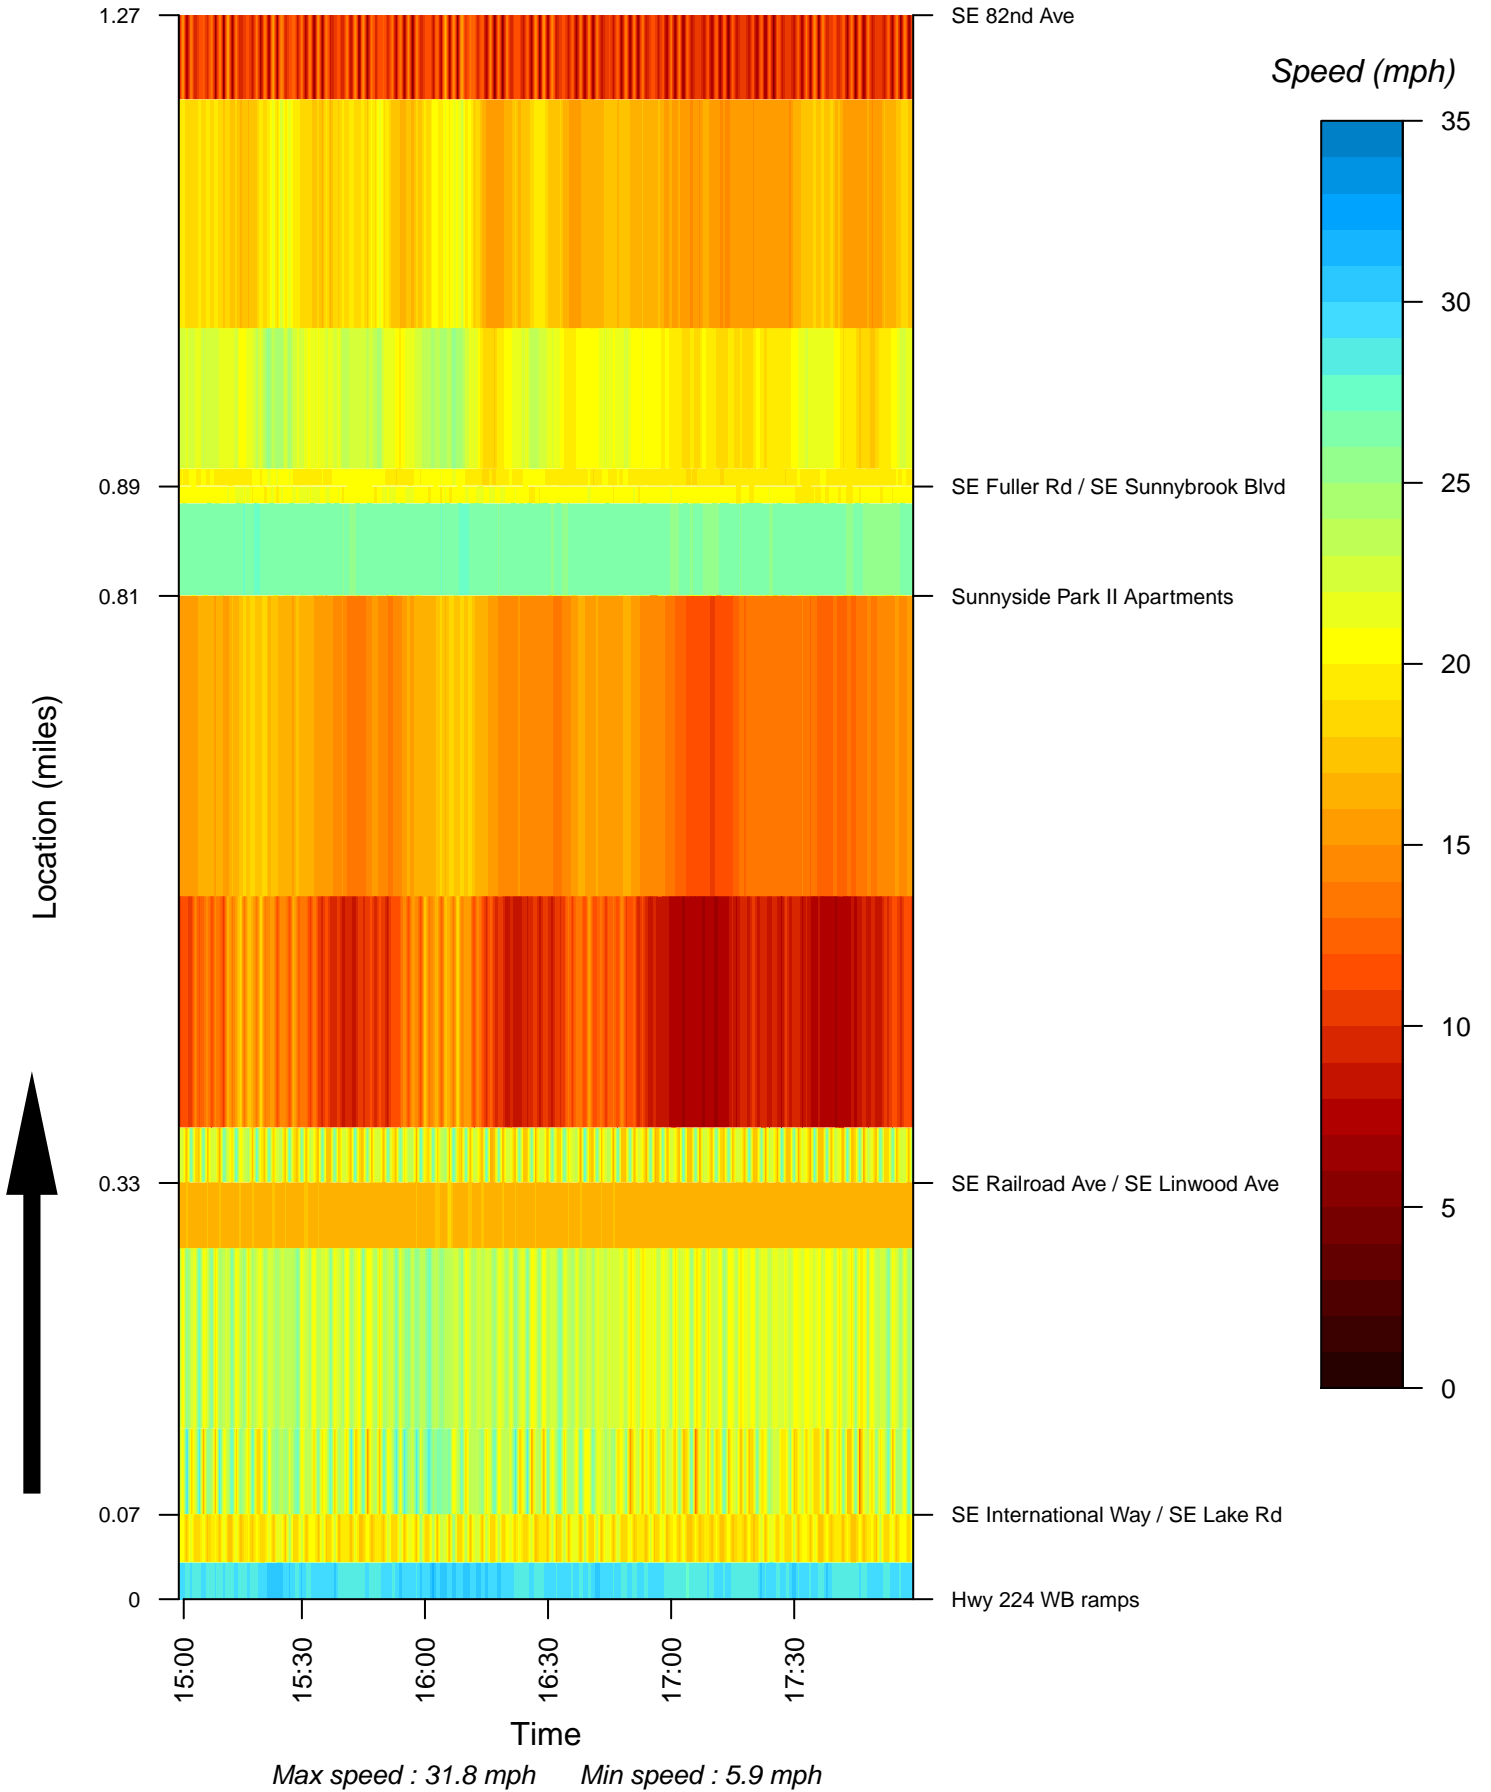 1.27
SE 82nd Ave
Speed (mph)
35
30
25
20
15
10
5
0
0.89
SE Fuller Rd / SE Sunnybrook Blvd
0.81
Sunnyside Park II Apartments
Location (miles)
0.33
SE Railroad Ave / SE Linwood Ave
0.07
SE International Way / SE Lake Rd
0
Hwy 224 WB ramps
15:00
15:30
16:00
16:30
17:00
17:30
Time
Max speed : 31.8 mph Min speed : 5.9 mph